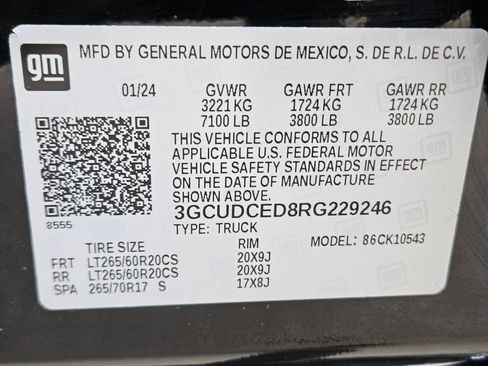 gm
MFD BY GENERAL MOTORS DE MEXICO, S. DE R.L. DE C.V.
01/24 GVWR GAWR FRT GAWR RR
3221 KG 1724 KG 1724 KG
7100 LB 3800 LB 3800 LB
THIS VEHICLE CONFORMS TO ALL
APPLICABLE U.S. FEDERAL MOTOR
VEHICLE SAFETY STANDARDS IN EFFECT
ON THE DATE OF MANUFACTURE
SHOWN ABOVE
3GCUDCED8RG229246
8555 TYPE: TRUCK MODEL: 86CK10543
TIRE SIZE RIM
FRT LT265/60R20CS 20X9J
RR LT265/60R20CS 20X9J
SPA 265/70R17 S 17X8J